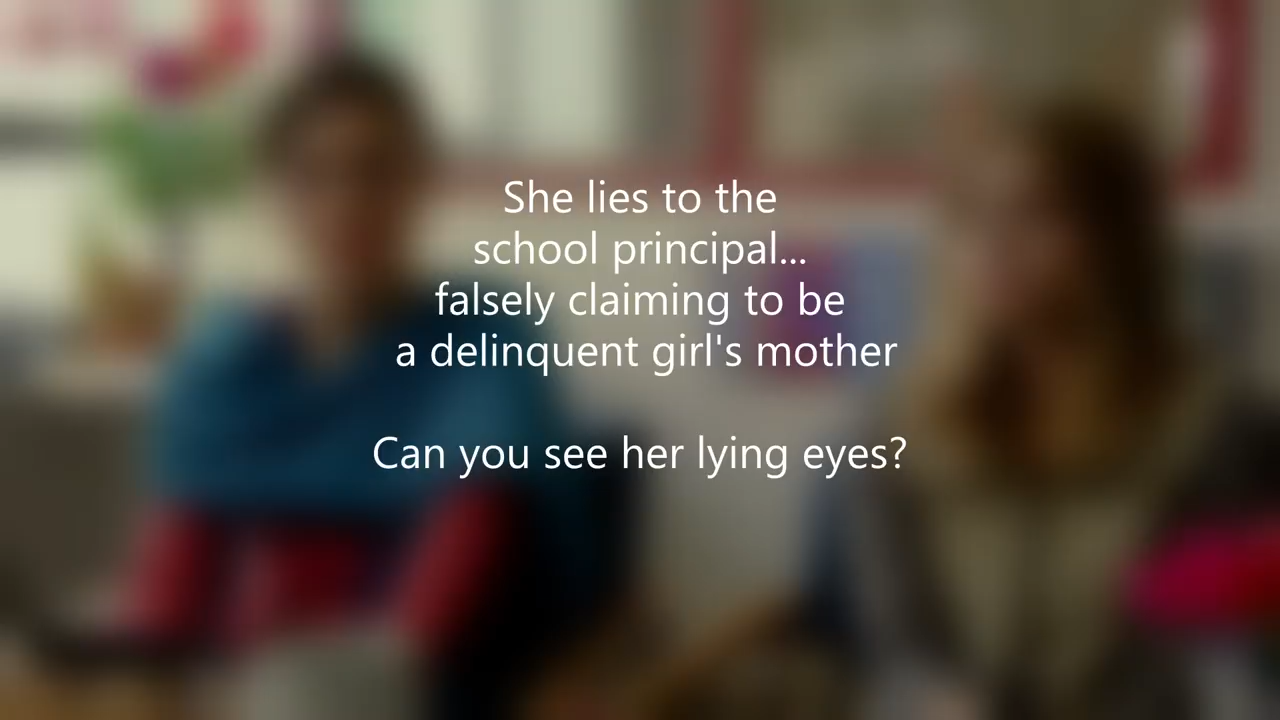 She lies to the
school principal...
falsely claiming to be
a delinquent girl's mother
Can you see her lying eyes?